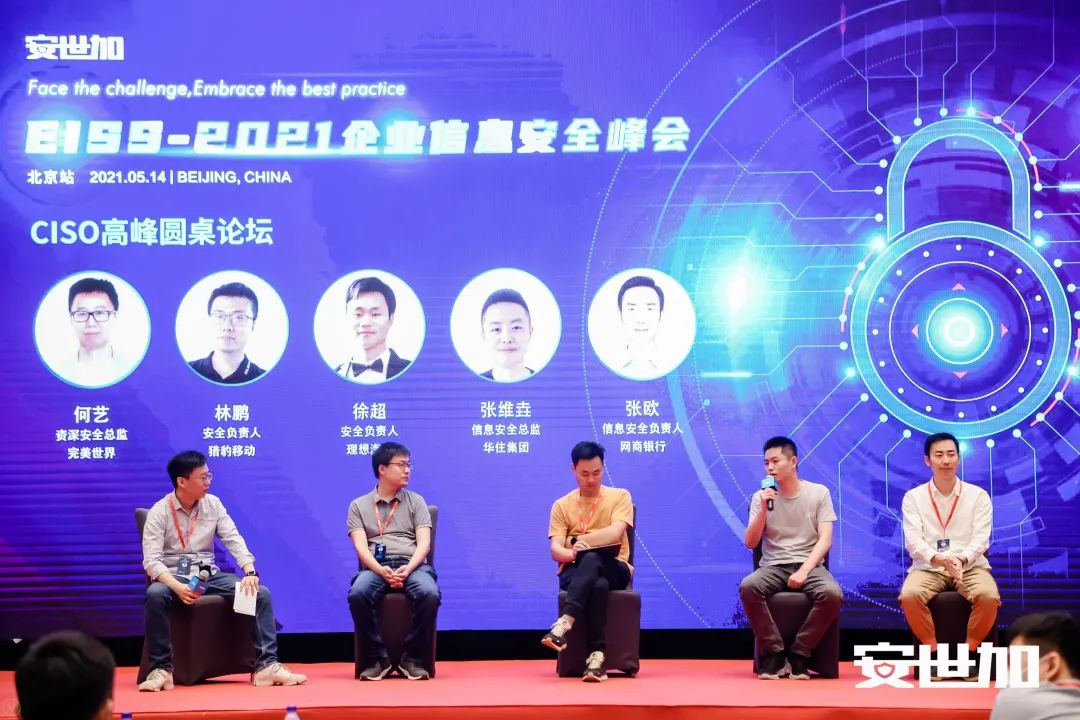 安世加
Face the challenge,Embrace the best practice
EISS-2021企业信息安全峰会
北京站 2021.05.14 | BEIJING, CHINA
CISO高峰圆桌论坛
何艺
资深安全总监
完美世界
林鹏
安全负责人
猎豹移动
徐超
安全负责人
理想
张维垚
信息安全总监
华住集团
张欧
信息安全负责人
网商银行
安世加